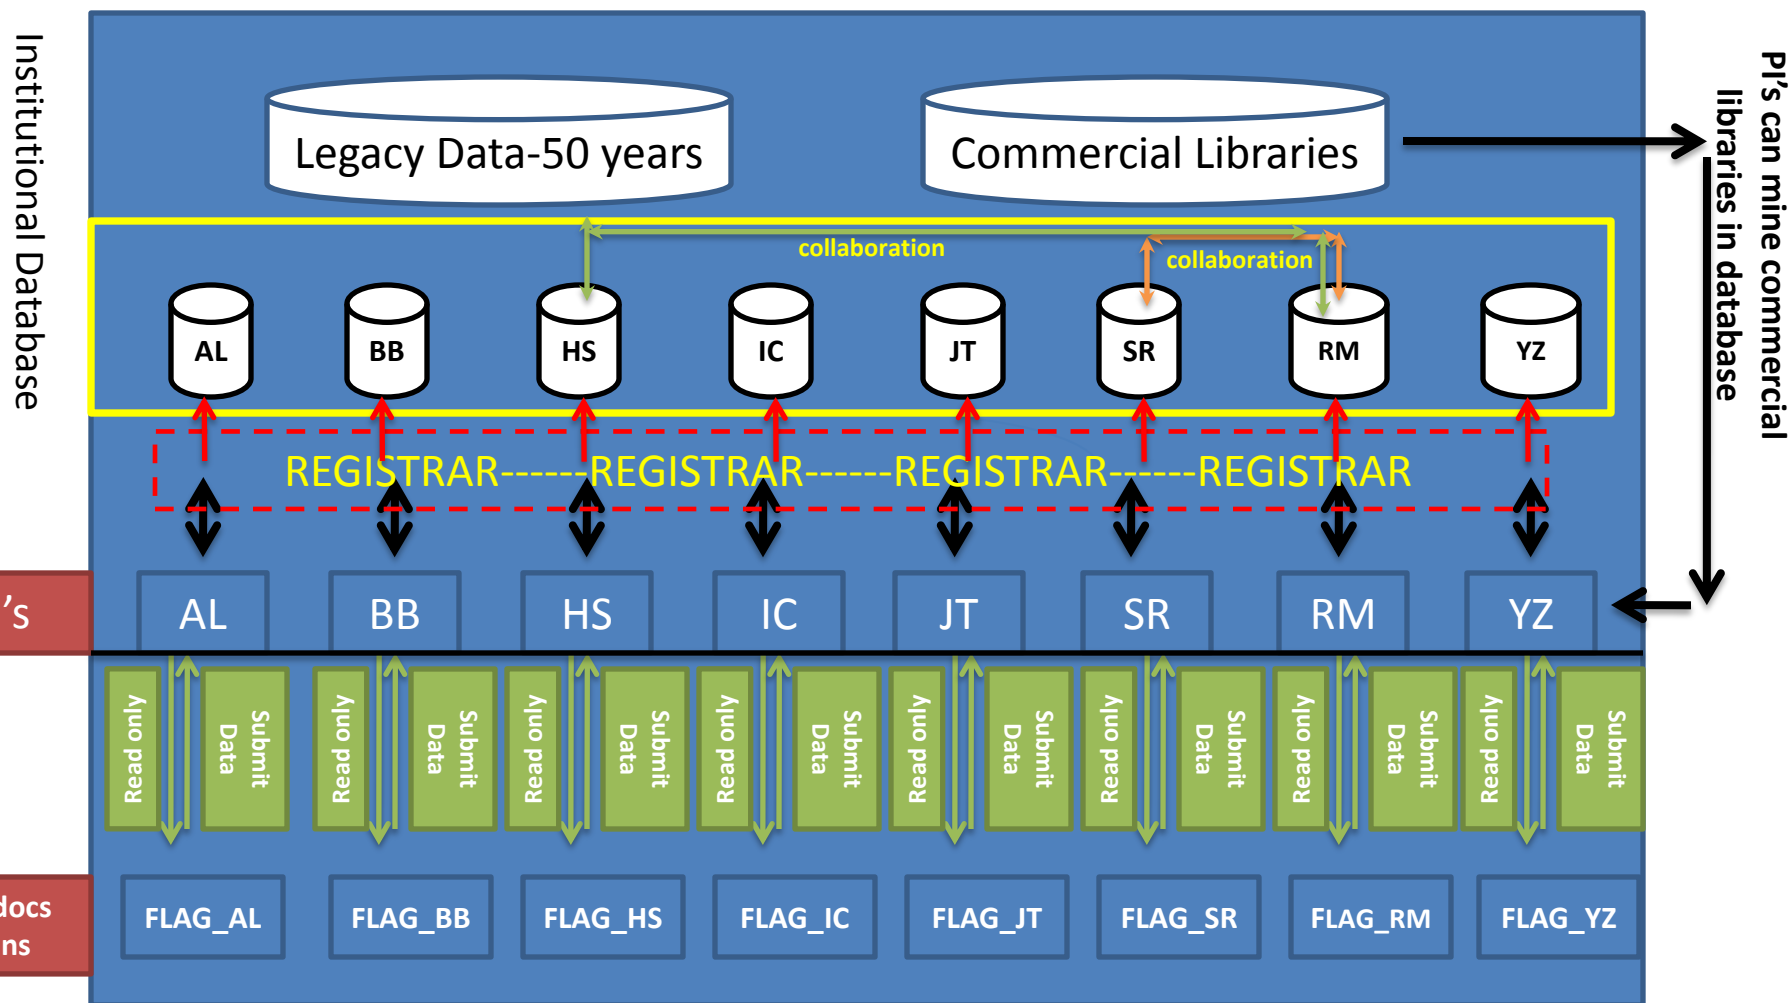 Institutional Database
Legacy Data-50 years
Commercial Libraries
PI's can mine commercial
libraries in database
collaboration
collaboration
AL
BB
HS
IC
JT
SR
RM
YZ
REGISTRAR------REGISTRAR------REGISTRAR------REGISTRAR
's
AL
BB
HS
IC
JT
SR
RM
YZ
Read only
Submit
Data
Read only
Submit
Data
Read only
Submit
Data
Read only
Submit
Data
Read only
Submit
Data
Read only
Submit
Data
Read only
Submit
Data
Read only
Submit
Data
docs
ns
FLAG_AL
FLAG_BB
FLAG_HS
FLAG_IC
FLAG_JT
FLAG_SR
FLAG_RM
FLAG_YZ